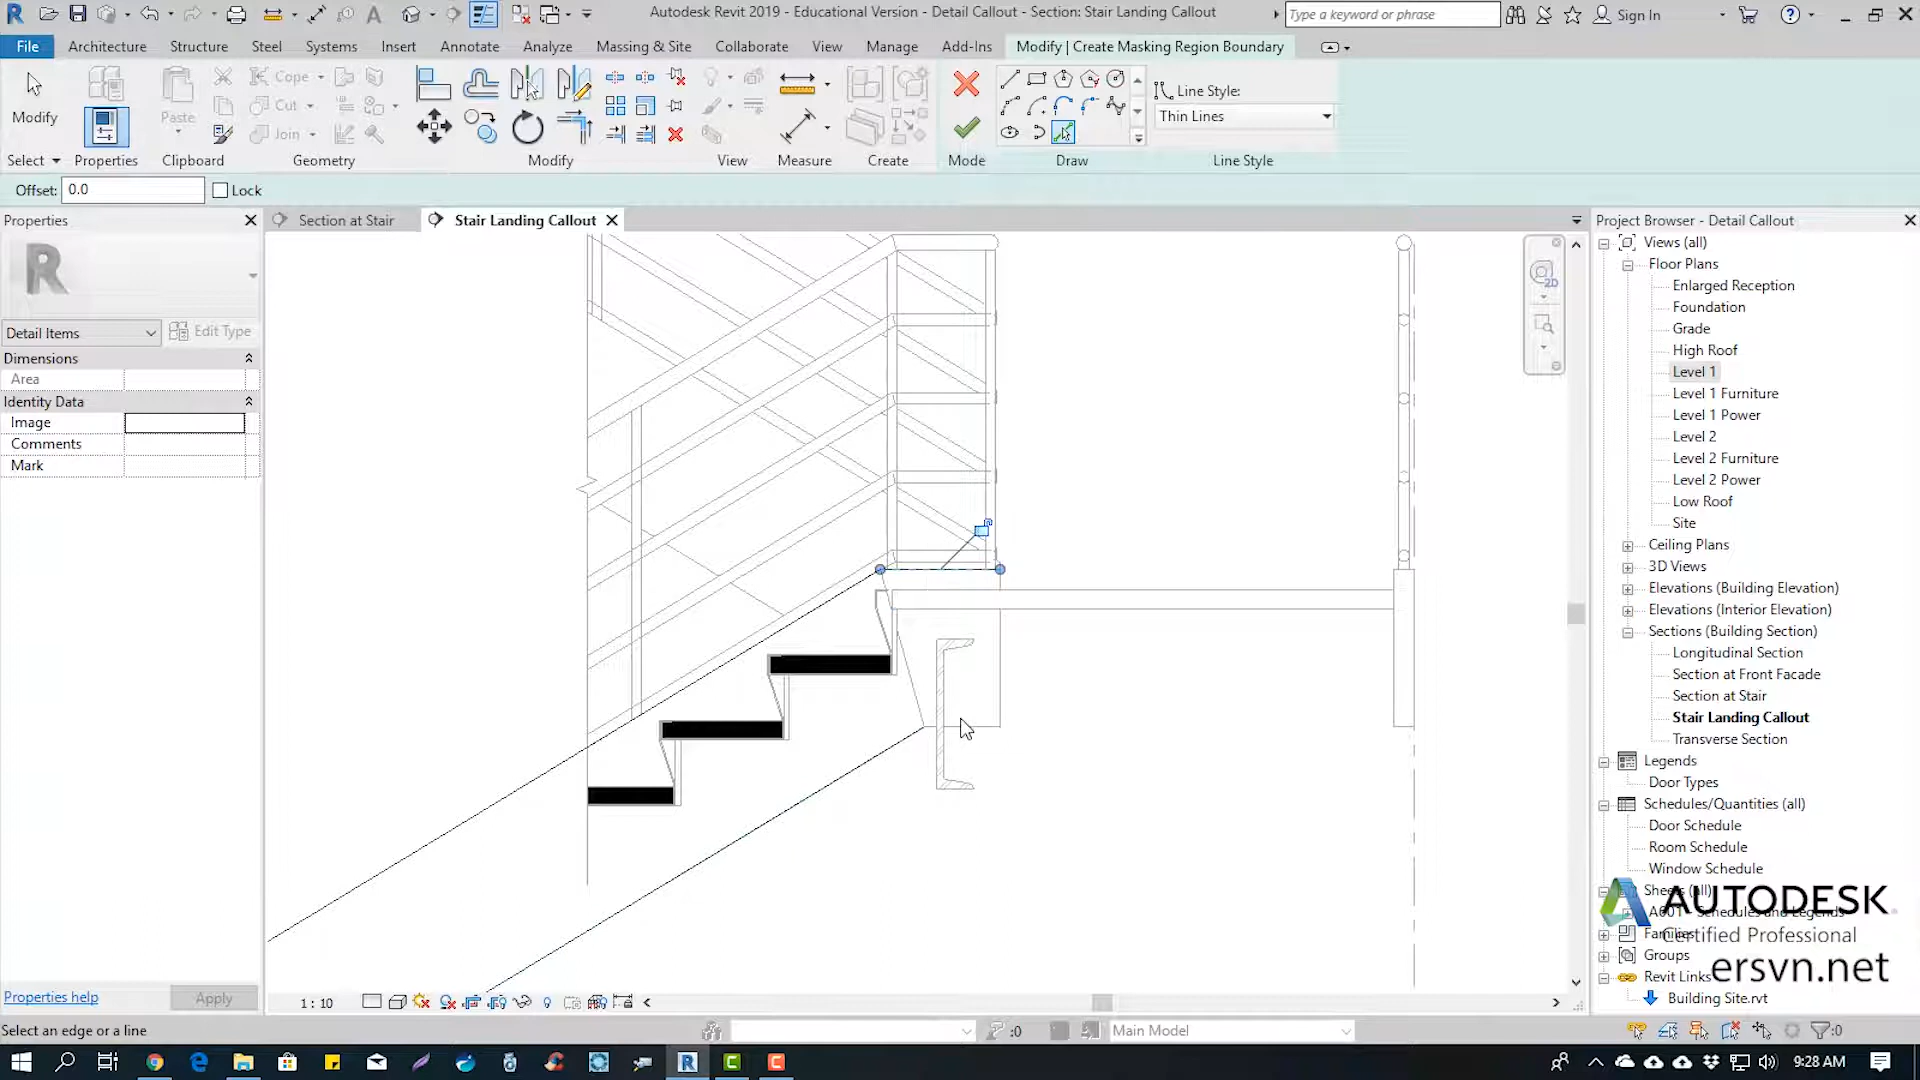 Autodesk Revit 2019 - Educational Version - Detail Callout - Section: Stair Landing Callout
Type a keyword or phrase
Sign In
File
Architecture
Structure
Steel
Systems
Insert
Annotate
Analyze
Massing & Site
Collaborate
View
Manage
Add-Ins
Modify | Create Masking Region Boundary
Modify
Paste
Cope
Cut
Join
Line Style:
Thin Lines
Select
Properties
Clipboard
Geometry
Modify
View
Measure
Create
Mode
Draw
Line Style
Offset: 0.0
Lock
Properties
Section at Stair
Stair Landing Callout
Project Browser - Detail Callout
Detail Items
Edit Type
Dimensions
Area
Identity Data
Image
Comments
Mark
2D
Views (all)
Floor Plans
Enlarged Reception
Foundation
Grade
High Roof
Level 1
Level 1 Furniture
Level 1 Power
Level 2
Level 2 Furniture
Level 2 Power
Low Roof
Site
Ceiling Plans
3D Views
Elevations (Building Elevation)
Elevations (Interior Elevation)
Sections (Building Section)
Longitudinal Section
Section at Front Facade
Section at Stair
Stair Landing Callout
Transverse Section
Legends
Door Types
Schedules/Quantities (all)
Door Schedule
Room Schedule
Window Schedule
Sheets (all)
A601 - Schedules and Legends
Families
Groups
Revit Links
Building Site.rvt
AUTODESK.
Certified Professional
ersvn.net
Properties help
Apply
1 : 10
Select an edge or a line
:0
Main Model
:0
9:28 AM